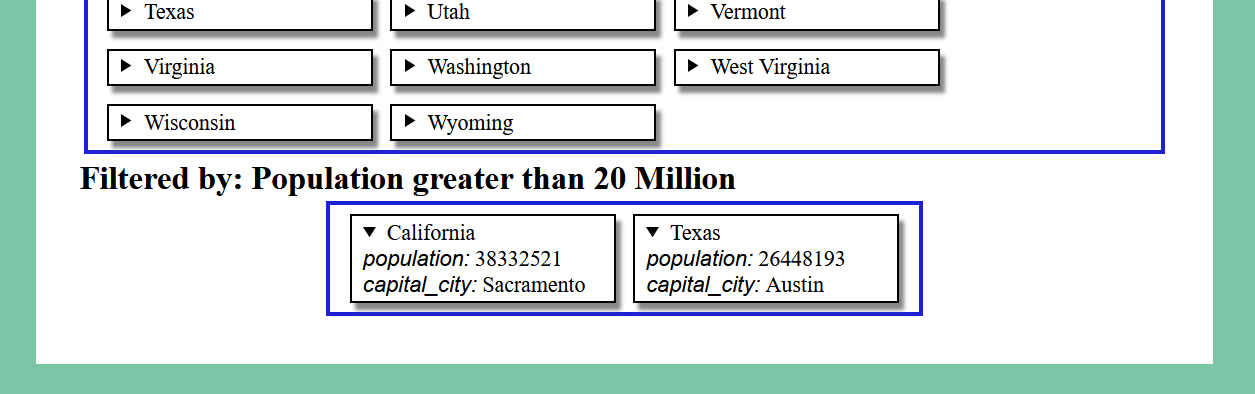 Texas Utah Vermont
Virginia Washington West Virginia
Wisconsin Wyoming
Filtered by: Population greater than 20 Million
California
population: 38332521
capital_city: Sacramento
Texas
population: 26448193
capital_city: Austin